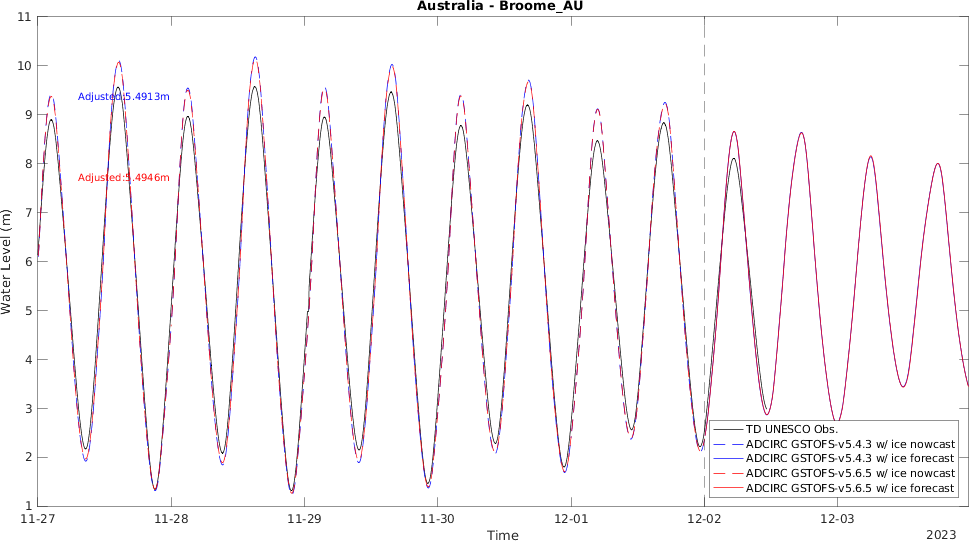 Australia - Broome_AU
11
10
9
8
7
6
5
4
3
2
1
Water Level (m)
Adjusted:5.4913m
Adjusted:5.4946m
TD UNESCO Obs.
ADCIRC GSTOFS-v5.4.3 w/ ice nowcast
ADCIRC GSTOFS-v5.4.3 w/ ice forecast
ADCIRC GSTOFS-v5.6.5 w/ ice nowcast
ADCIRC GSTOFS-v5.6.5 w/ ice forecast
11-27 11-28 11-29 11-30 12-01 12-02 12-03
Time
2023